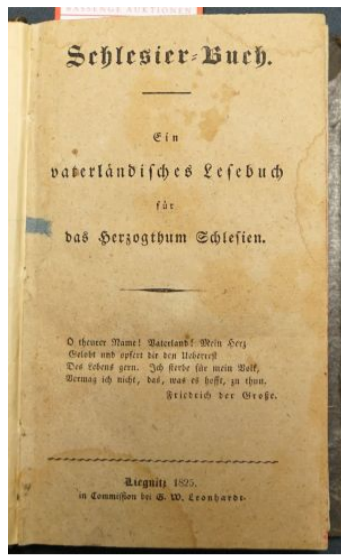 BASSENGE AUKTIONEN
Schlesier-Buch.
Ein
vaterländisches Lesebuch
für
das Herzogthum Schlesien.
O theurer Name! Vaterland! Mein Herz
Gelobt und opfert dir den Ueberrest
Des Lebens gern. Ich sterbe für mein Volk,
Vermag ich nicht, das, was es hofft, zu thun.
Friedrich der Große.
Liegnitz 1825.
in Commission bei G. W. Leonhardt.